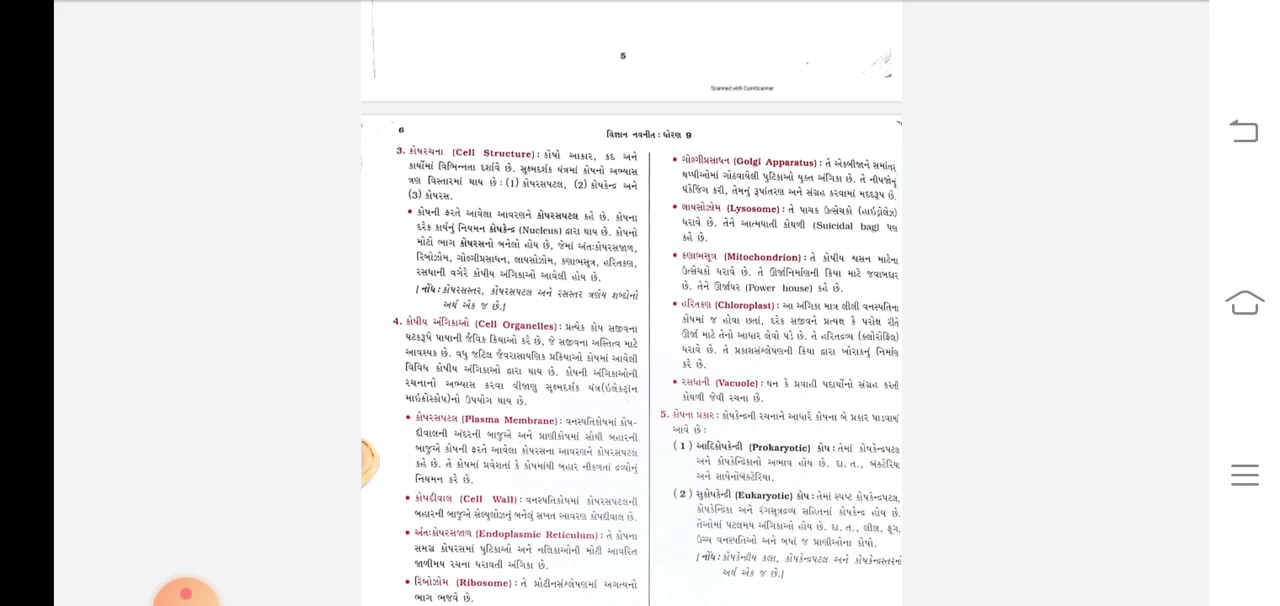 5
Scanned with CamScanner
6
વિજ્ઞાન નવનીત : ધોરણ 9
3. કોષરચના (Cell Structure) : કોષો આકાર, કદ અને
કાર્યોમાં વિભિન્નતા દર્શાવે છે. સૂક્ષ્મદર્શક યંત્રમાં કોષનો અભ્યાસ
ત્રણ વિસ્તારમાં થાય છે : (1) કોષરસપટલ, (2) કોષકેન્દ્ર અને
(3) કોષરસ.
• કોષની ફરતે આવેલા આવરણને કોષરસપટલ કહે છે. કોષના
દરેક કાર્યનું નિયમન કોષકેન્દ્ર (Nucleus) દ્વારા થાય છે. કોષનો
મોટો ભાગ કોષરસનો બનેલો હોય છે, જેમાં અંતઃકોષરસજાળ,
રિબોઝોમ, ગોલ્ગીપ્રસાધન, લાયસોઝોમ, કણાભસૂત્ર, હરિતકણ,
રસધાની વગેરે કોષીય અંગિકાઓ આવેલી હોય છે.
[નોંધ : કોષરસસ્તર, કોષરસપટલ અને રસસ્તર ત્રણેય શબ્દોનો
અર્થ એક જ છે.]
4. કોષીય અંગિકાઓ (Cell Organelles) : પ્રત્યેક કોષ સજીવના
ઘટકરૂપે પાયાની જૈવિક ક્રિયાઓ કરે છે, જે સજીવના અસ્તિત્વ માટે
આવશ્યક છે. વધુ જટિલ જૈવરાસાયણિક પ્રક્રિયાઓ કોષમાં આવેલી
વિવિધ કોષીય અંગિકાઓ દ્વારા થાય છે. કોષની અંગિકાઓની
રચનાનો અભ્યાસ કરવા વીજાણુ સૂક્ષ્મદર્શક યંત્ર(ઇલેક્ટ્રૉન
માઇક્રોસ્કોપ)નો ઉપયોગ થાય છે.
• કોષરસપટલ (Plasma Membrane) : વનસ્પતિકોષમાં કોષ-
દીવાલની અંદરની બાજુએ અને પ્રાણીકોષમાં સૌથી બહારની
બાજુએ કોષની ફરતે આવેલા કોષરસના આવરણને કોષરસપટલ
કહે છે. તે કોષમાં પ્રવેશતાં કે કોષમાંથી બહાર નીકળતાં દ્રવ્યોનું
નિયમન કરે છે.
• કોષદીવાલ (Cell Wall) : વનસ્પતિકોષમાં કોષરસપટલની
બહારની બાજુએ સેલ્યુલોઝનું બનેલું સખત આવરણ કોષદીવાલ છે.
• અંતઃકોષરસજાળ (Endoplasmic Reticulum) : તે કોષના
સમગ્ર કોષરસમાં પુટિકાઓ અને નલિકાઓની મોટી આવરિત
જાળીમય રચના ધરાવતી અંગિકા છે.
• રિબોઝોમ (Ribosome) : તે પ્રોટીનસંશ્લેષણમાં અગત્યનો
ભાગ ભજવે છે.
• ગૉલ્ગીપ્રસાધન (Golgi Apparatus) : તે એકબીજાને સમાંતર
થપ્પીઓમાં ગોઠવાયેલી પુટિકાઓ યુક્ત અંગિકા છે. તે નીપજોનું
પૅકેજિંગ કરી, તેમનું રૂપાંતરણ અને સંગ્રહ કરવામાં મદદરૂપ છે.
• લાયસોઝોમ (Lysosome) : તે પાચક ઉત્સેચકો (હાઇડ્રોલેઝ)
ધરાવે છે. તેને આત્મઘાતી કોથળી (Suicidal bag) પણ
કહે છે.
• કણાભસૂત્ર (Mitochondrion) : તે કોષીય શ્વસન માટેના
ઉત્સેચકો ધરાવે છે. તે ઊર્જાનિર્માણની ક્રિયા માટે જવાબદાર
છે. તેને ઊર્જાઘર (Power house) કહે છે.
• હરિતકણ (Chloroplast) : આ અંગિકા માત્ર લીલી વનસ્પતિના
કોષમાં જ હોવા છતાં, દરેક સજીવને પ્રત્યક્ષ કે પરોક્ષ રીતે
ઊર્જા માટે તેનો આધાર લેવો પડે છે. તે હરિતદ્રવ્ય (ક્લોરોફિલ)
ધરાવે છે. તે પ્રકાશસંશ્લેષણની ક્રિયા દ્વારા ખોરાકનું નિર્માણ
કરે છે.
• રસધાની (Vacuole) : ઘન કે પ્રવાહી પદાર્થોનો સંગ્રહ કરતી
કોથળી જેવી રચના છે.
5. કોષના પ્રકાર : કોષકેન્દ્રની રચનાને આધારે કોષના બે પ્રકાર પાડવામાં
આવે છે :
(1) આદિકોષકેન્દ્રી (Prokaryotic) કોષ : તેમાં કોષકેન્દ્રપટલ
અને કોષકેન્દ્રિકાનો અભાવ હોય છે. દા. ત., બૅક્ટેરિયા
અને સાયેનોબૅક્ટેરિયા.
(2) સુકોષકેન્દ્રી (Eukaryotic) કોષ : તેમાં સ્પષ્ટ કોષકેન્દ્રપટલ,
કોષકેન્દ્રિકા અને રંગસૂત્રદ્રવ્ય સહિતનાં કોષકેન્દ્ર હોય છે.
તેઓમાં પટલમય અંગિકાઓ હોય છે. દા. ત., લીલ, ફૂગ,
ઉચ્ચ વનસ્પતિઓ અને બધાં જ પ્રાણીઓના કોષો.
[નોંધ : કોષકેન્દ્રીય કલા, કોષકેન્દ્રપટલ અને કોષકેન્દ્રસ્તરનો
અર્થ એક જ છે.]